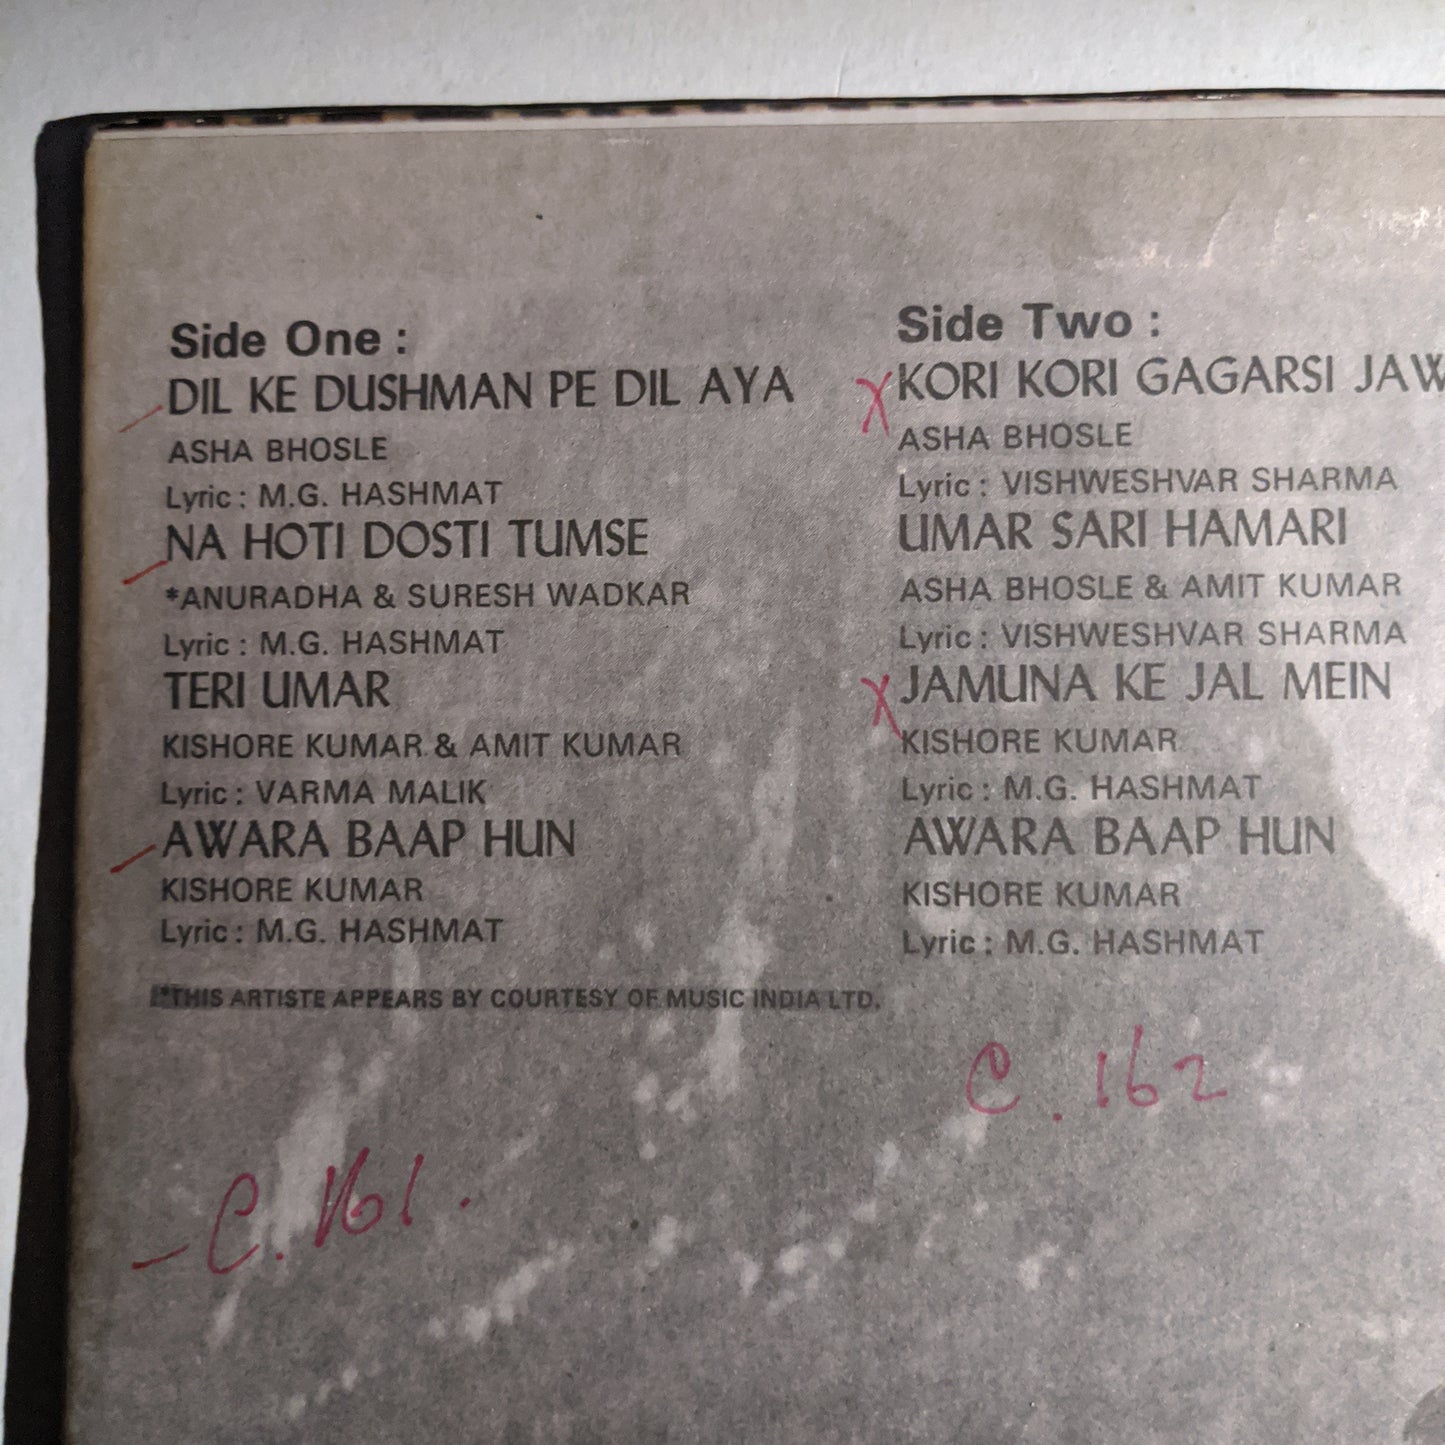 Side One :
DIL KE DUSHMAN PE DIL AYA
ASHA BHOSLE
Lyric : M.G. HASHMAT
NA HOTI DOSTI TUMSE
*ANURADHA & SURESH WADKAR
Lyric : M.G. HASHMAT
TERI UMAR
KISHORE KUMAR & AMIT KUMAR
Lyric : VARMA MALIK
AWARA BAAP HUN
KISHORE KUMAR
Lyric : M.G. HASHMAT
*THIS ARTISTE APPEARS BY COURTESY OF MUSIC INDIA LTD.
C. 161.
Side Two :
KORI KORI GAGARSI JAW
ASHA BHOSLE
Lyric : VISHWESHVAR SHARMA
UMAR SARI HAMARI
ASHA BHOSLE & AMIT KUMAR
Lyric : VISHWESHVAR SHARMA
JAMUNA KE JAL MEIN
KISHORE KUMAR
Lyric : M.G. HASHMAT
AWARA BAAP HUN
KISHORE KUMAR
Lyric : M.G. HASHMAT
C. 162